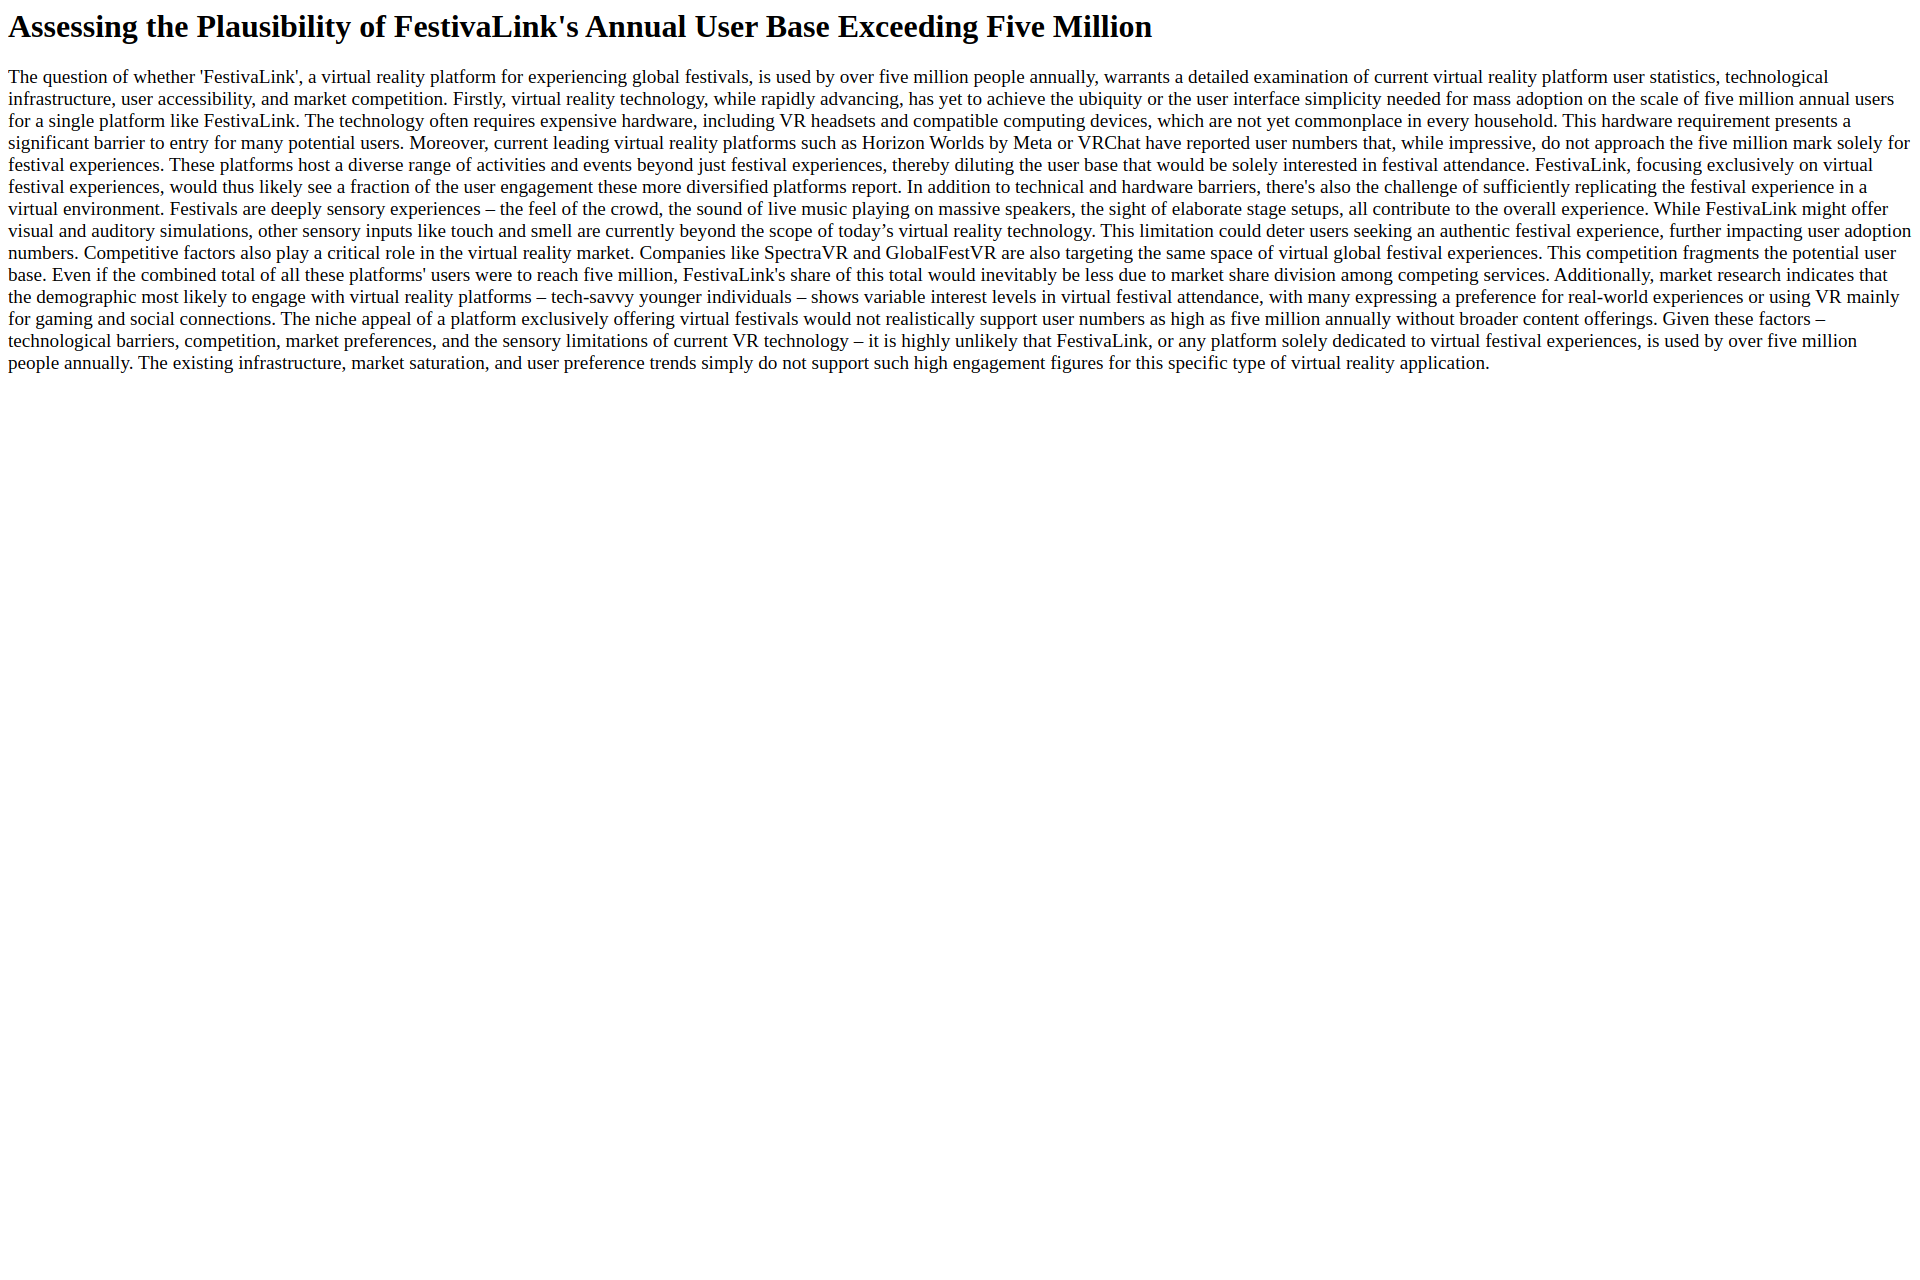 Assessing the Plausibility of FestivaLink's Annual User Base Exceeding Five Million
The question of whether 'FestivaLink', a virtual reality platform for experiencing global festivals, is used by over five million people annually, warrants a detailed examination of current virtual reality platform user statistics, technological
infrastructure, user accessibility, and market competition. Firstly, virtual reality technology, while rapidly advancing, has yet to achieve the ubiquity or the user interface simplicity needed for mass adoption on the scale of five million annual users
for a single platform like FestivaLink. The technology often requires expensive hardware, including VR headsets and compatible computing devices, which are not yet commonplace in every household. This hardware requirement presents a
significant barrier to entry for many potential users. Moreover, current leading virtual reality platforms such as Horizon Worlds by Meta or VRChat have reported user numbers that, while impressive, do not approach the five million mark solely for
festival experiences. These platforms host a diverse range of activities and events beyond just festival experiences, thereby diluting the user base that would be solely interested in festival attendance. FestivaLink, focusing exclusively on virtual
festival experiences, would thus likely see a fraction of the user engagement these more diversified platforms report. In addition to technical and hardware barriers, there's also the challenge of sufficiently replicating the festival experience in a
virtual environment. Festivals are deeply sensory experiences – the feel of the crowd, the sound of live music playing on massive speakers, the sight of elaborate stage setups, all contribute to the overall experience. While FestivaLink might offer
visual and auditory simulations, other sensory inputs like touch and smell are currently beyond the scope of today’s virtual reality technology. This limitation could deter users seeking an authentic festival experience, further impacting user adoption
numbers. Competitive factors also play a critical role in the virtual reality market. Companies like SpectraVR and GlobalFestVR are also targeting the same space of virtual global festival experiences. This competition fragments the potential user
base. Even if the combined total of all these platforms' users were to reach five million, FestivaLink's share of this total would inevitably be less due to market share division among competing services. Additionally, market research indicates that
the demographic most likely to engage with virtual reality platforms – tech-savvy younger individuals – shows variable interest levels in virtual festival attendance, with many expressing a preference for real-world experiences or using VR mainly
for gaming and social connections. The niche appeal of a platform exclusively offering virtual festivals would not realistically support user numbers as high as five million annually without broader content offerings. Given these factors –
technological barriers, competition, market preferences, and the sensory limitations of current VR technology – it is highly unlikely that FestivaLink, or any platform solely dedicated to virtual festival experiences, is used by over five million
people annually. The existing infrastructure, market saturation, and user preference trends simply do not support such high engagement figures for this specific type of virtual reality application.